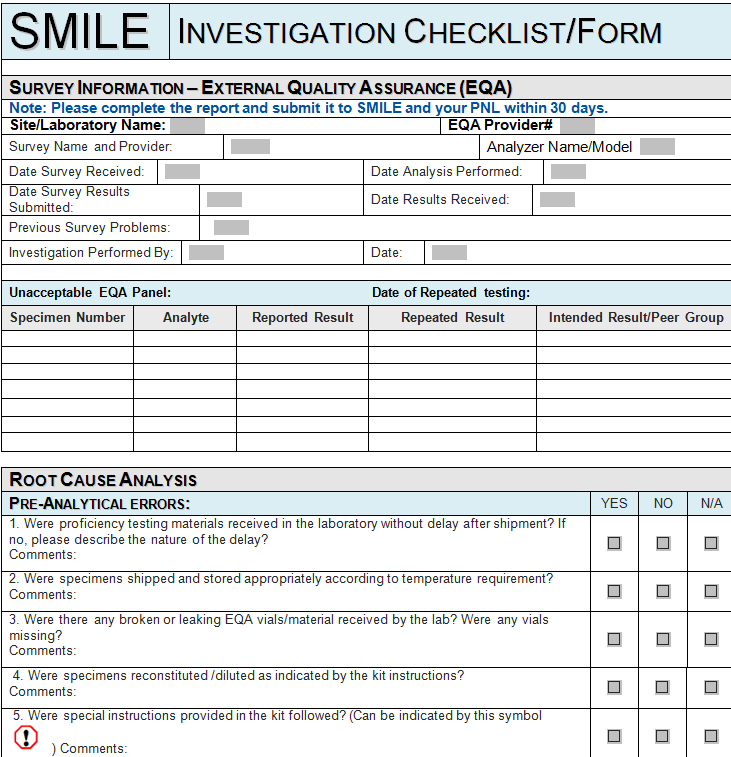 SMILE INVESTIGATION CHECKLIST/FORM
SURVEY INFORMATION – EXTERNAL QUALITY ASSURANCE (EQA)
Note: Please complete the report and submit it to SMILE and your PNL within 30 days.
Site/Laboratory Name: EQA Provider#
Survey Name and Provider: Analyzer Name/Model
Date Survey Received: Date Analysis Performed:
Date Survey Results
Submitted: Date Results Received:
Previous Survey Problems:
Investigation Performed By: Date:
Unacceptable EQA Panel: Date of Repeated testing:
Specimen Number Analyte Reported Result Repeated Result Intended Result/Peer Group
ROOT CAUSE ANALYSIS
PRE-ANALYTICAL ERRORS: YES NO N/A
1. Were proficiency testing materials received in the laboratory without delay after shipment? If
no, please describe the nature of the delay?
Comments:
2. Were specimens shipped and stored appropriately according to temperature requirement?
Comments:
3. Were there any broken or leaking EQA vials/material received by the lab? Were any vials
missing?
Comments:
4. Were specimens reconstituted /diluted as indicated by the kit instructions?
Comments:
5. Were special instructions provided in the kit followed? (Can be indicated by this symbol
! ) Comments: